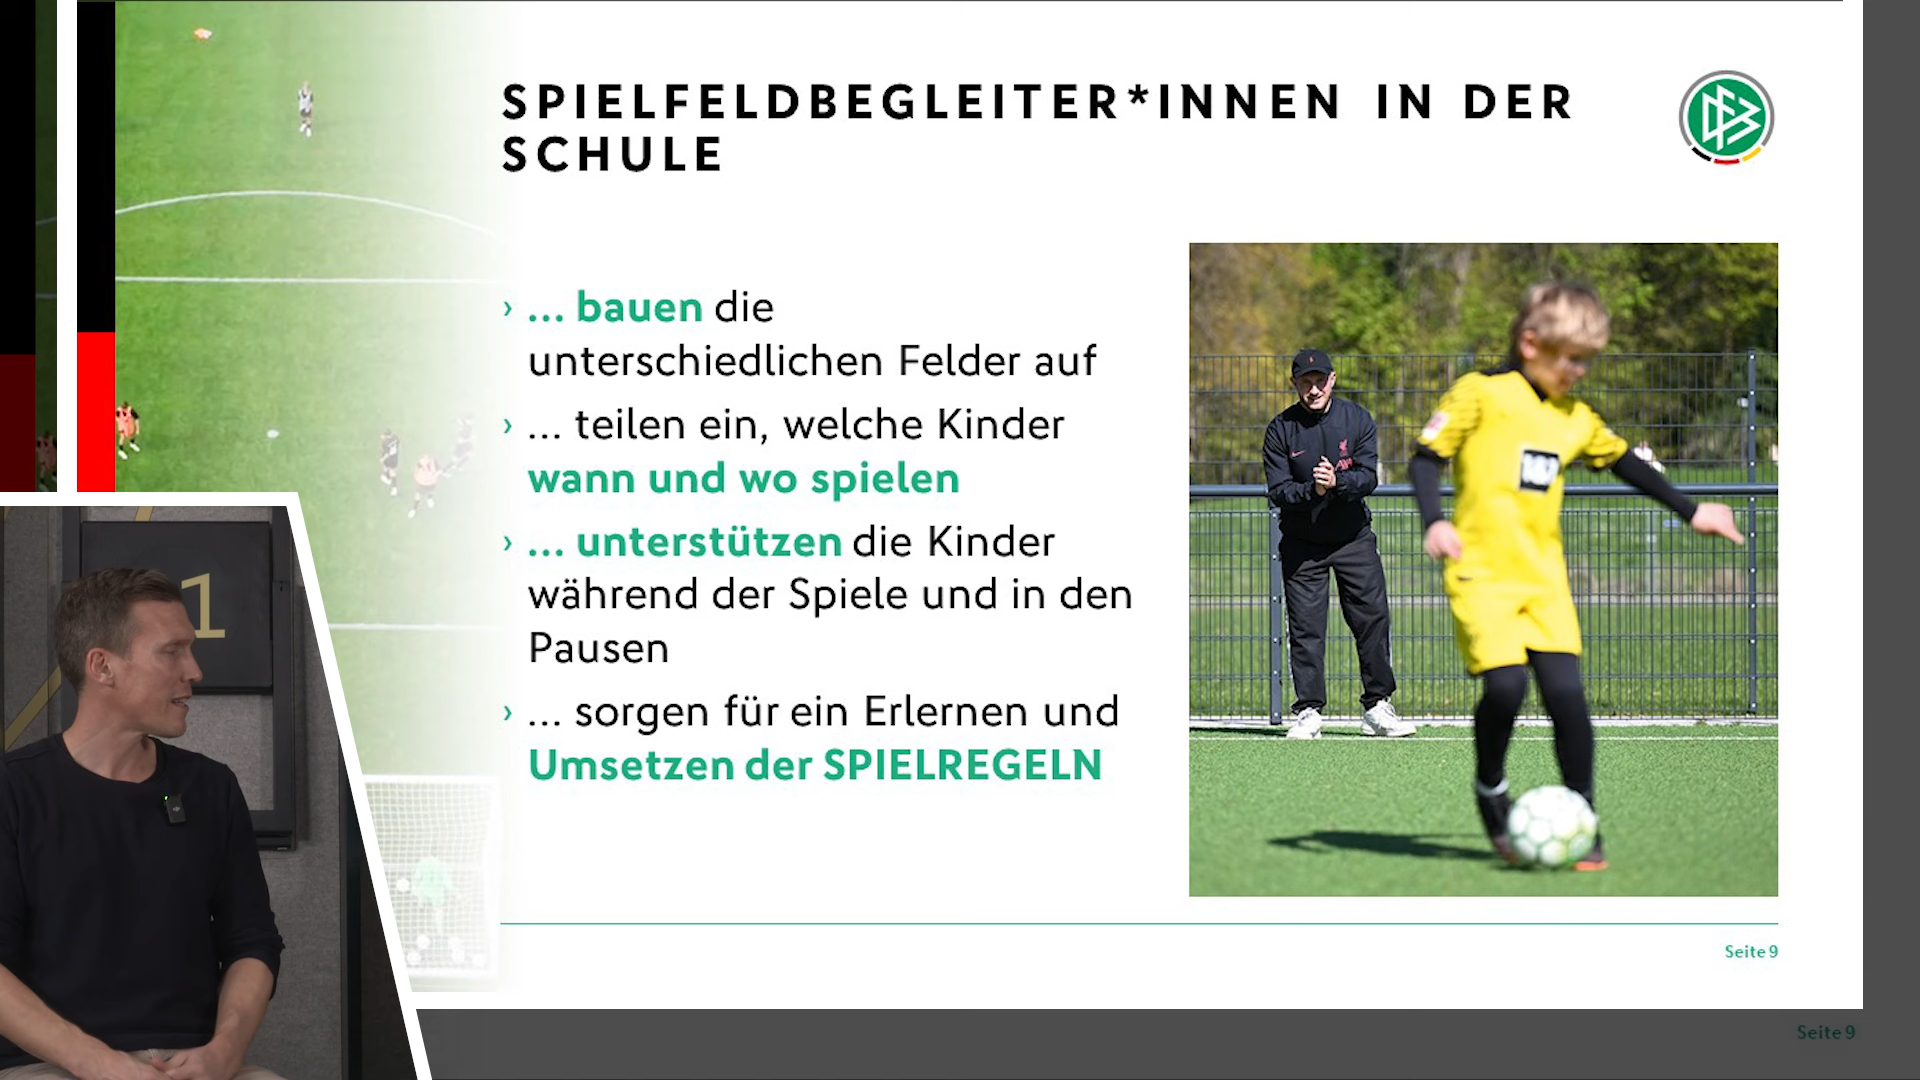 SPIELFELDBEGLEITER*INNEN IN DER
SCHULE
› ... bauen die
unterschiedlichen Felder auf
› ... teilen ein, welche Kinder
wann und wo spielen
› ... unterstützen die Kinder
während der Spiele und in den
Pausen
› ... sorgen für ein Erlernen und
Umsetzen der SPIELREGELN
1
Seite 9
Seite 9